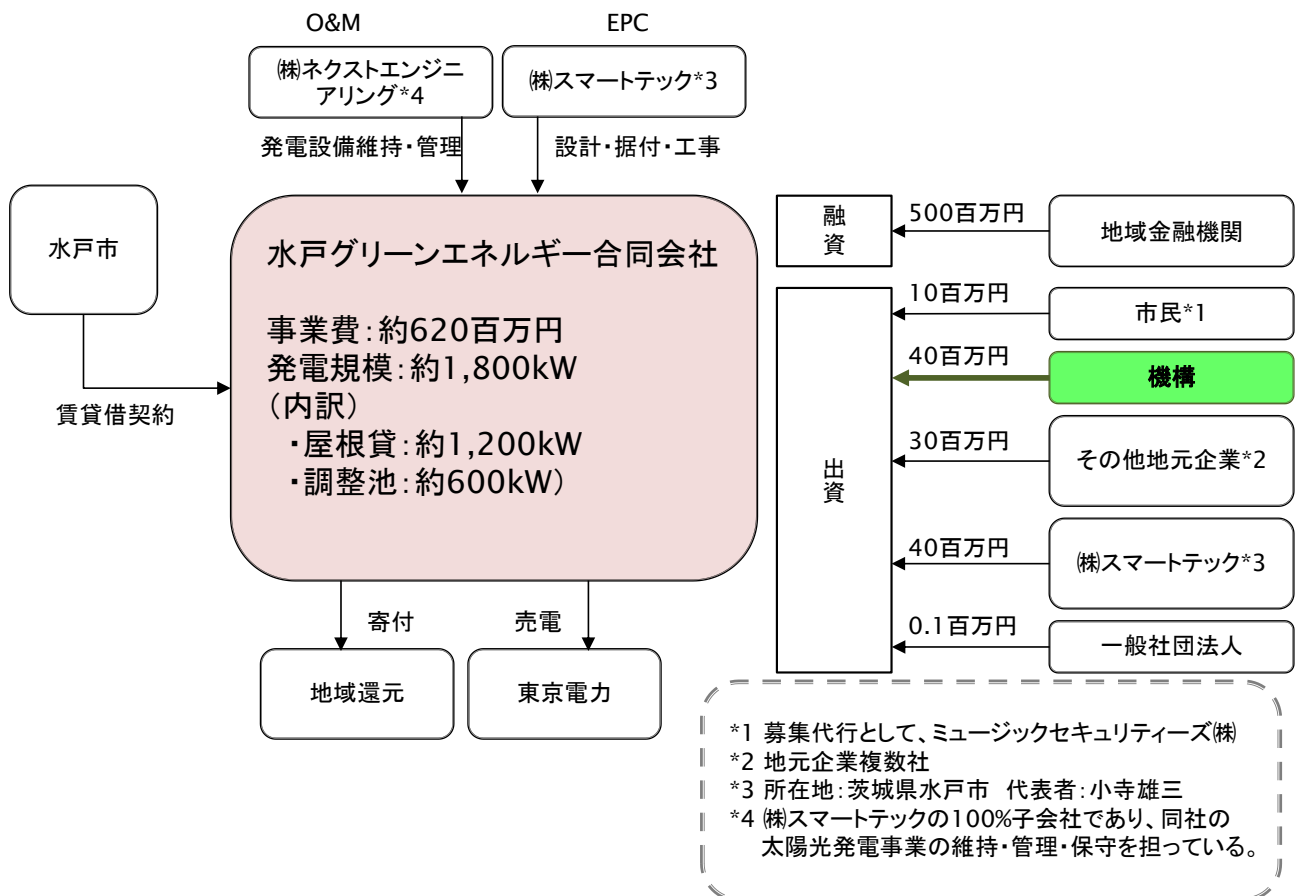 O&M
EPC
㈱ネクストエンジニ
アリング*4
㈱スマートテック*3
発電設備維持・管理
設計・据付・工事
水戸市
賃貸借契約
水戸グリーンエネルギー合同会社
事業費：約620百万円
発電規模：約1,800kW
（内訳）
・屋根貸：約1,200kW
・調整池：約600kW）
寄付
売電
地域還元
東京電力
融資
500百万円
地域金融機関
出資
10百万円
市民*1
40百万円
機構
30百万円
その他地元企業*2
40百万円
㈱スマートテック*3
0.1百万円
一般社団法人
*1 募集代行として、ミュージックセキュリティーズ㈱
*2 地元企業複数社
*3 所在地：茨城県水戸市　代表者：小寺雄三
*4 ㈱スマートテックの100%子会社であり、同社の
太陽光発電事業の維持・管理・保守を担っている。